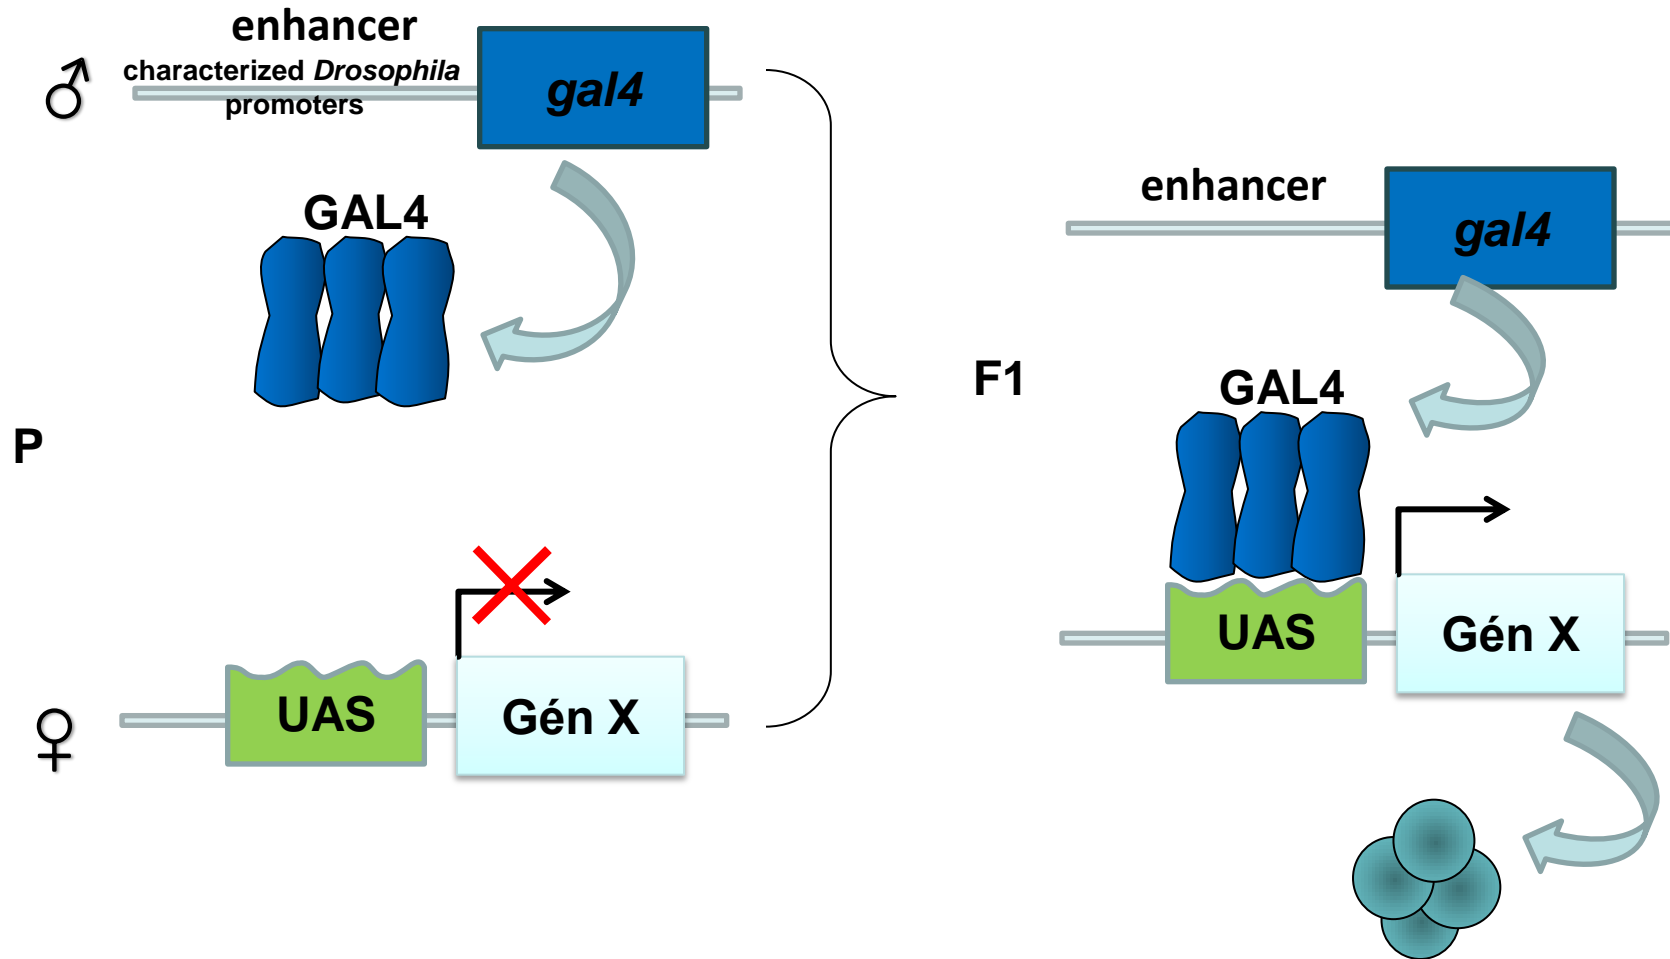 enhancer
characterized Drosophila
promoters
gal4
GAL4
P
UAS
Gén X
F1
enhancer
gal4
GAL4
UAS
Gén X